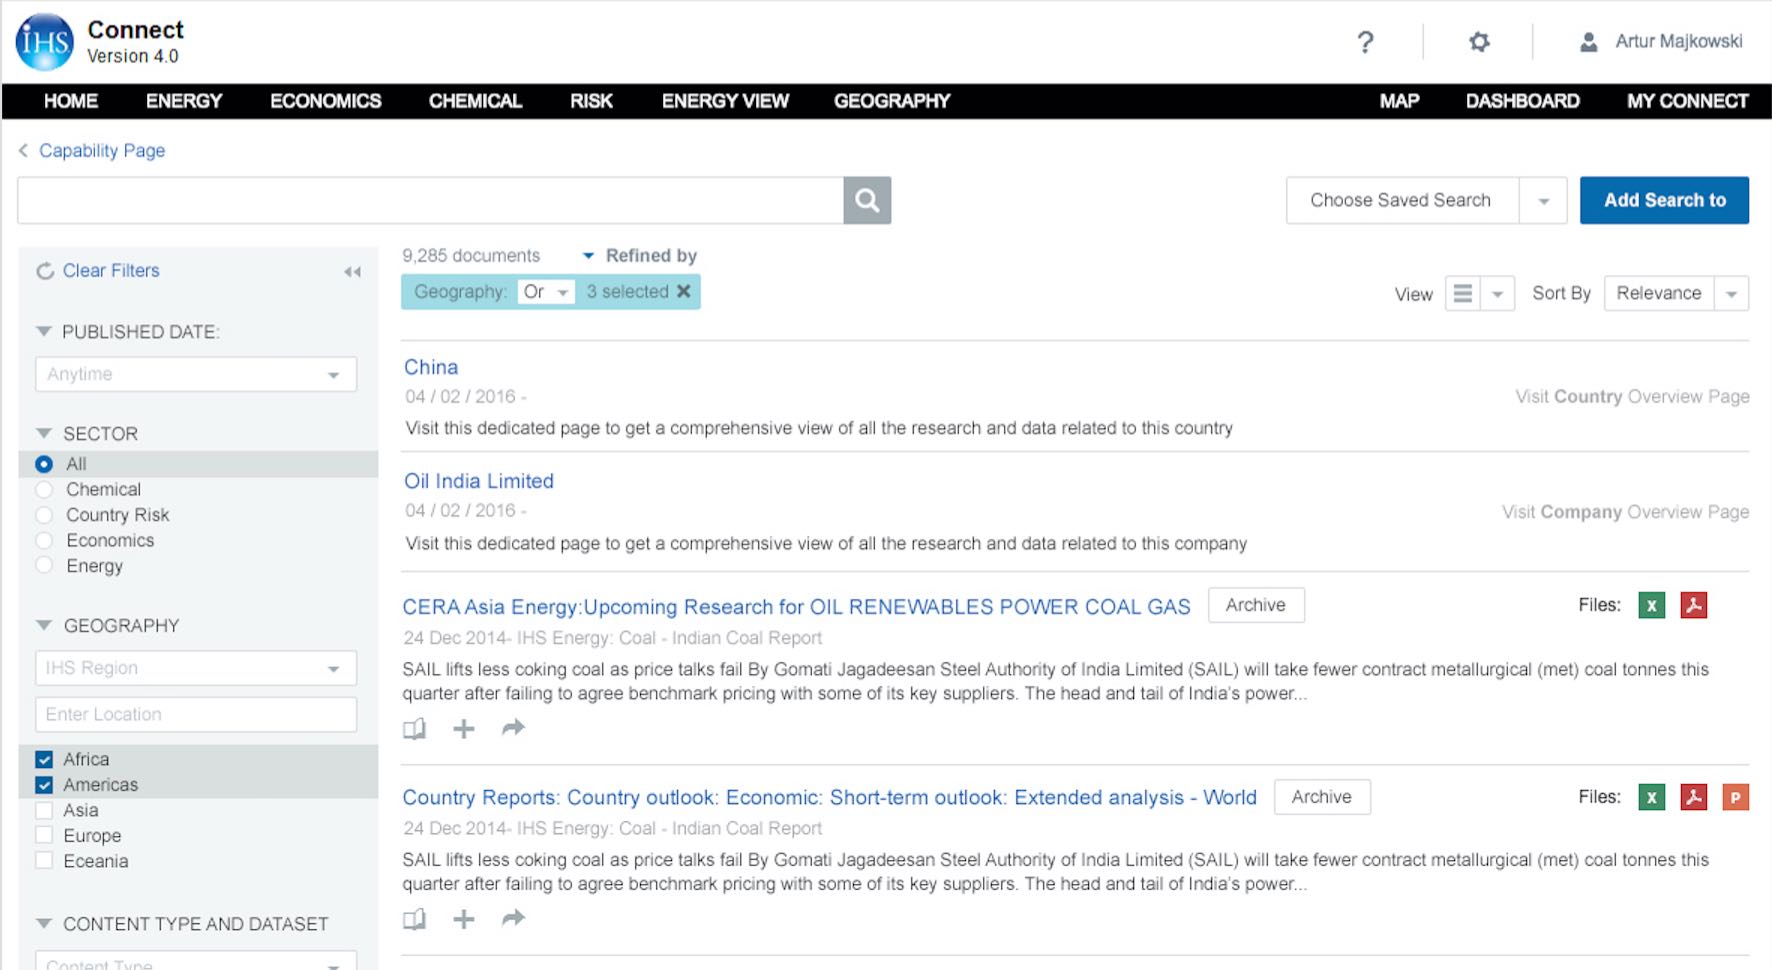 iHS
Connect
Version 4.0
?
Artur Majkowski
HOME ENERGY ECONOMICS CHEMICAL RISK ENERGY VIEW GEOGRAPHY MAP DASHBOARD MY CONNECT
Capability Page
Choose Saved Search
Add Search to
Clear Filters
PUBLISHED DATE:
Anytime
SECTOR
All
Chemical
Country Risk
Economics
Energy
GEOGRAPHY
IHS Region
Enter Location
Africa
Americas
Asia
Europe
Eceania
CONTENT TYPE AND DATASET
Content Type
9,285 documents Refined by
Geography: Or 3 selected
View Sort By Relevance
China
04 / 02 / 2016 - Visit Country Overview Page
Visit this dedicated page to get a comprehensive view of all the research and data related to this country
Oil India Limited
04 / 02 / 2016 - Visit Company Overview Page
Visit this dedicated page to get a comprehensive view of all the research and data related to this company
CERA Asia Energy:Upcoming Research for OIL RENEWABLES POWER COAL GAS Archive Files: X
24 Dec 2014- IHS Energy: Coal - Indian Coal Report
SAIL lifts less coking coal as price talks fail By Gomati Jagadeesan Steel Authority of India Limited (SAIL) will take fewer contract metallurgical (met) coal tonnes this
quarter after failing to agree benchmark pricing with some of its key suppliers. The head and tail of India's power...
Country Reports: Country outlook: Economic: Short-term outlook: Extended analysis - World Archive Files: X P
24 Dec 2014- IHS Energy: Coal - Indian Coal Report
SAIL lifts less coking coal as price talks fail By Gomati Jagadeesan Steel Authority of India Limited (SAIL) will take fewer contract metallurgical (met) coal tonnes this
quarter after failing to agree benchmark pricing with some of its key suppliers. The head and tail of India's power...